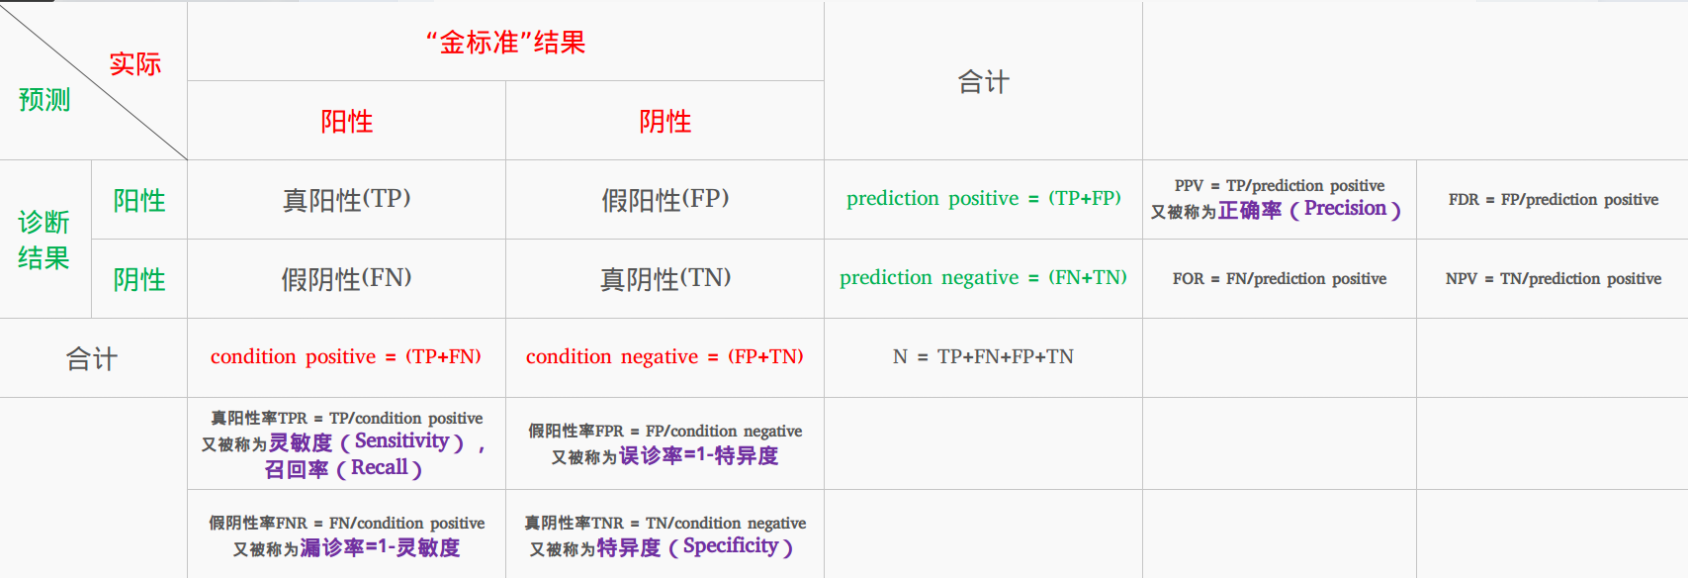 实际
预测
“金标准”结果
合计
阳性
阴性
诊断
结果
阳性
真阳性(TP)
假阳性(FP)
prediction positive = (TP+FP)
PPV = TP/prediction positive
又被称为正确率（Precision）
FDR = FP/prediction positive
阴性
假阴性(FN)
真阴性(TN)
prediction negative = (FN+TN)
FOR = FN/prediction positive
NPV = TN/prediction positive
合计
condition positive = (TP+FN)
condition negative = (FP+TN)
N = TP+FN+FP+TN
真阳性率TPR = TP/condition positive
又被称为灵敏度（Sensitivity），
召回率（Recall）
假阳性率FPR = FP/condition negative
又被称为误诊率=1-特异度
假阴性率FNR = FN/condition positive
又被称为漏诊率=1-灵敏度
真阴性率TNR = TN/condition negative
又被称为特异度（Specificity）